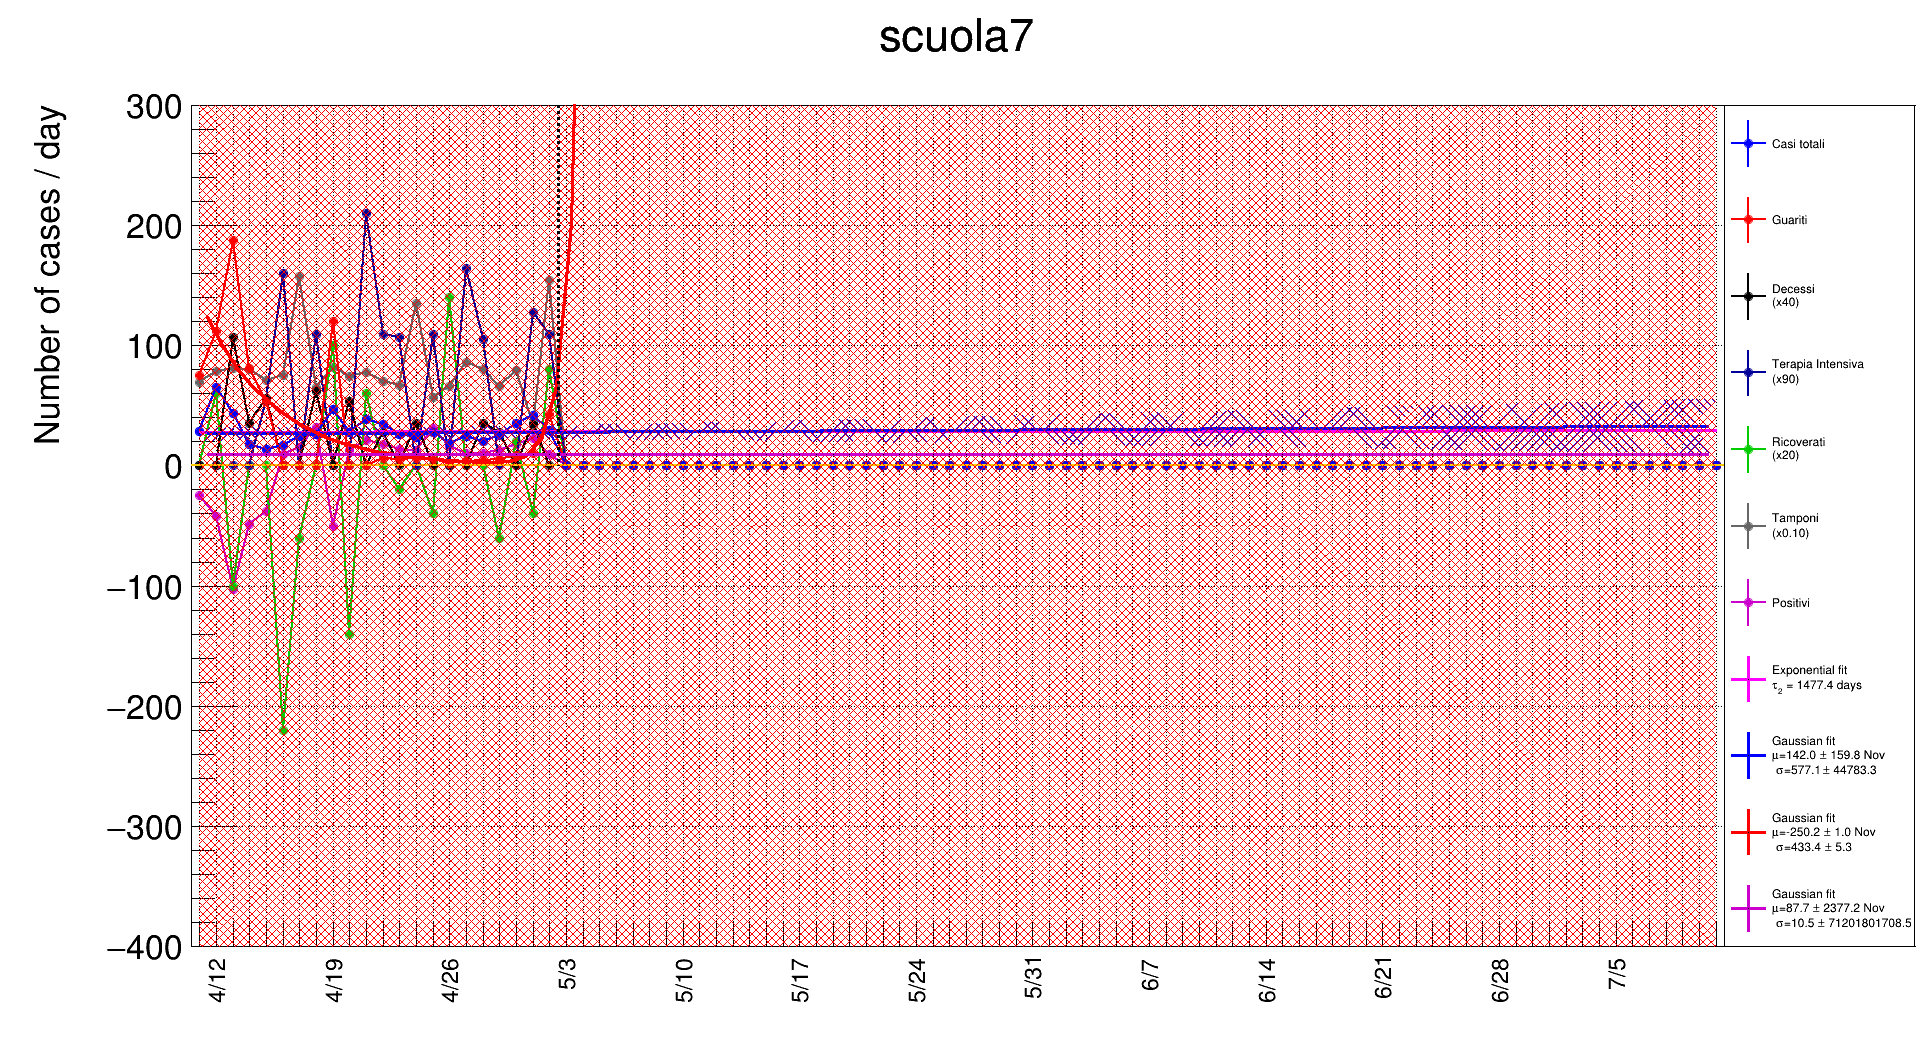 scuola7
Number of cases / day
300
200
100
0
−100
−200
−300
−400
4/12
4/19
4/26
5/3
5/10
5/17
5/24
5/31
6/7
6/14
6/21
6/28
7/5
Casi totali
Guariti
Decessi
(x40)
Terapia Intensiva
(x90)
Ricoverati
(x20)
Tamponi
(x0.10)
Positivi
Exponential fit
τ2 = 1477.4 days
Gaussian fit
μ=142.0 ± 159.8 Nov
σ=577.1 ± 44783.3
Gaussian fit
μ=-250.2 ± 1.0 Nov
σ=433.4 ± 5.3
Gaussian fit
μ=87.7 ± 2377.2 Nov
σ=10.5 ± 71201801708.5